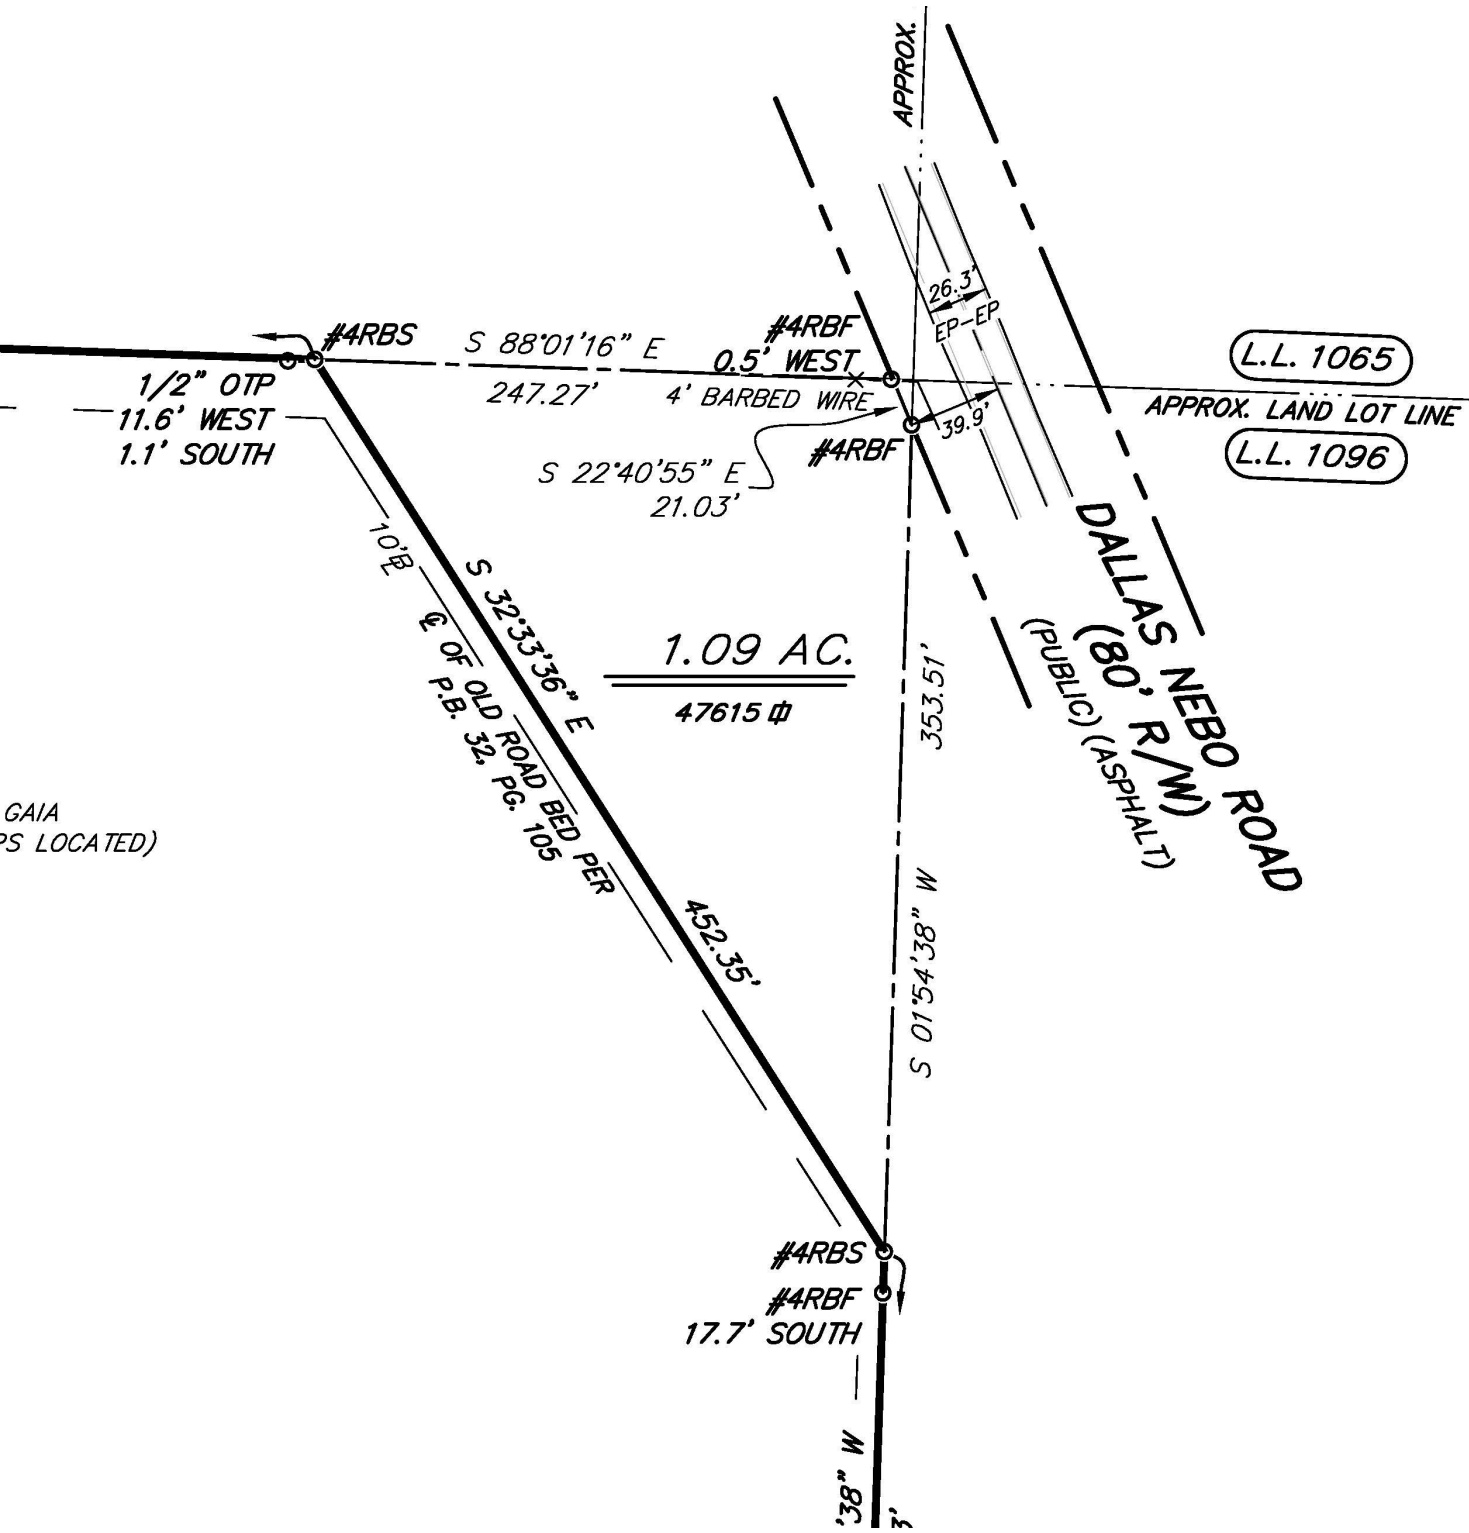 APPROX.
26.3'
EP-EP
#4RBS
S 88°01'16" E
#4RBF
0.5' WEST
L.L. 1065
1/2" OTP
11.6' WEST
1.1' SOUTH
247.27'
4' BARBED WIRE
39.9'
APPROX. LAND LOT LINE
L.L. 1096
#4RBF
S 22°40'55" E
21.03'
10' BL
S 32°33'36" E
℄ OF OLD ROAD BED PER
P.B. 32, PG. 105
1.09 AC.
47615
353.51'
DALLAS NEBO ROAD
(80' R/W)
(PUBLIC) (ASPHALT)
GAIA
PS LOCATED)
452.35'
S 01°54'38" W
#4RBS
#4RBF
17.7' SOUTH
'38" W
3'